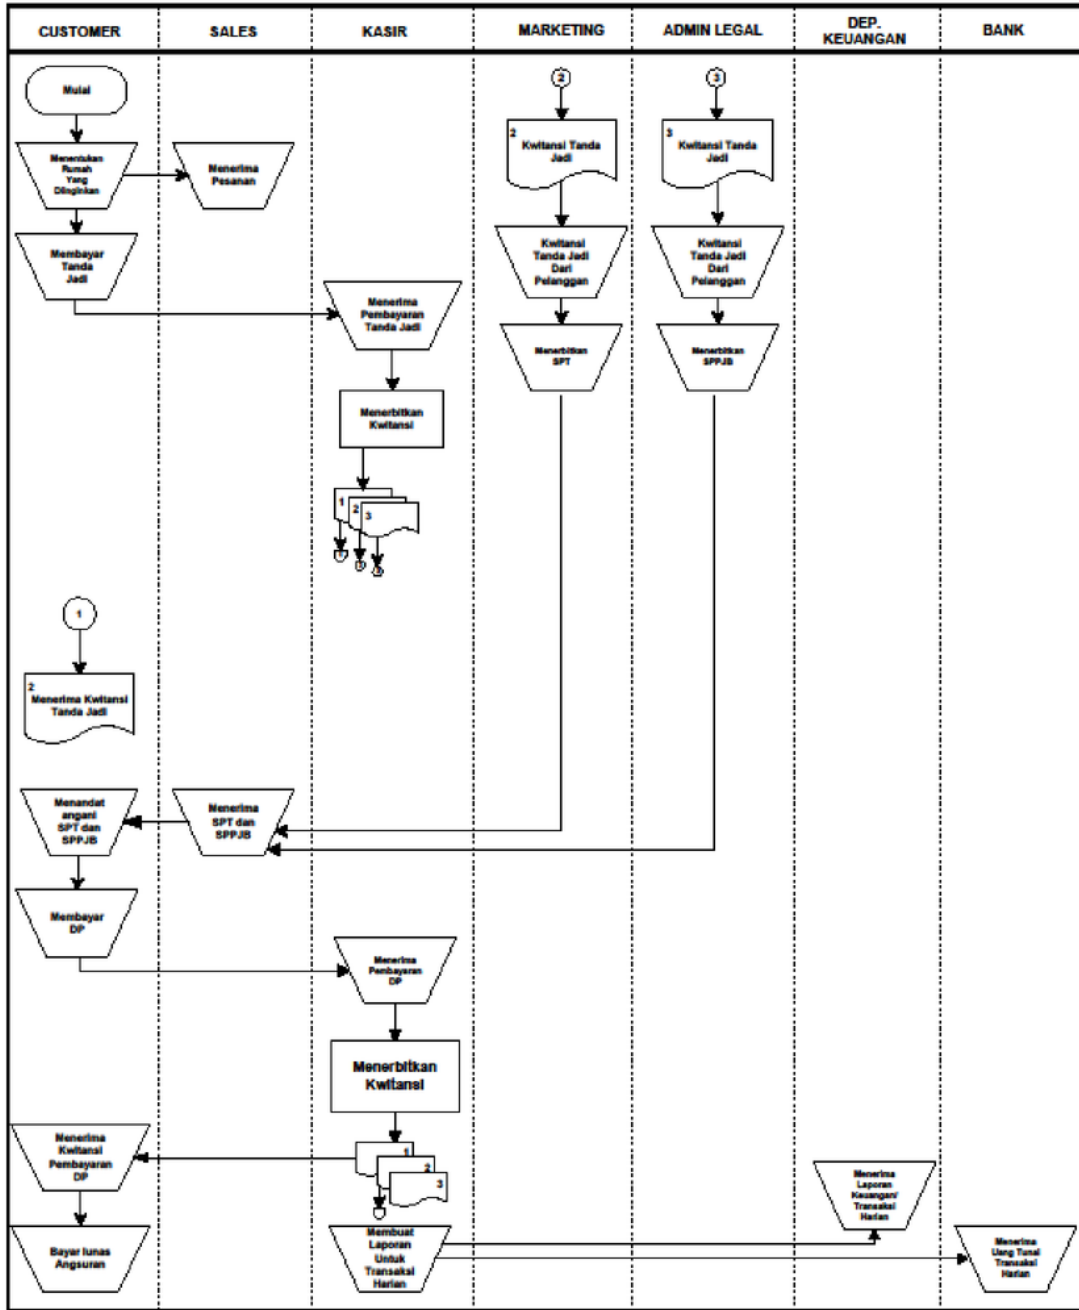 CUSTOMER
SALES
KASIR
MARKETING
ADMIN LEGAL
DEP.
KEUANGAN
BANK
Mulai
Menentukan
Rumah
Yang
Diinginkan
Menerima
Pesanan
Membayar
Tanda
Jadi
Menerima
Pembayaran
Tanda Jadi
Menerbitkan
Kwitansi
1
2
3
2
2
Kwitansi Tanda
Jadi
Kwitansi
Tanda Jadi
Dari
Pelanggan
Menerbitkan
SPT
3
3
Kwitansi Tanda
Jadi
Kwitansi
Tanda Jadi
Dari
Pelanggan
Menerbitkan
SPPJB
1
2
Menerima Kwitansi
Tanda Jadi
Menandat
angani
SPT dan
SPPJB
Menerima
SPT dan
SPPJB
Membayar
DP
Menerima
Pembayaran
DP
Menerbitkan
Kwitansi
1
2
3
Menerima
Kwitansi
Pembayaran
DP
Bayar lunas
Angsuran
Membuat
Laporan
Untuk
Transaksi
Harian
Menerima
Laporan
Keuangan/
Transaksi
Harian
Menerima
Uang Tunai
Transaksi
Harian